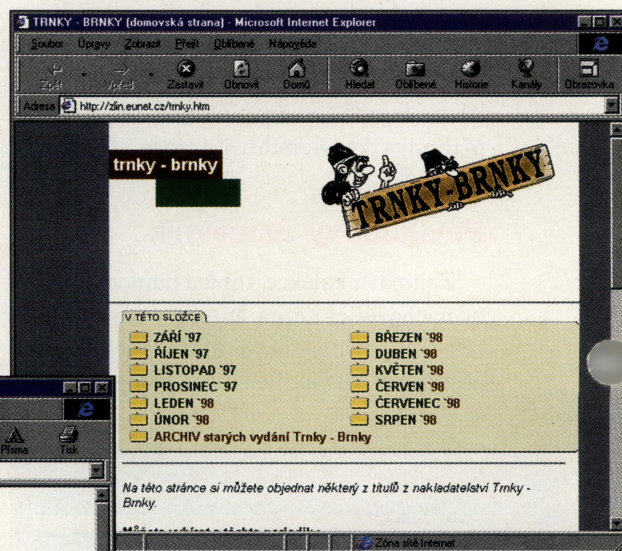 TRNKY - BRNKY (domovská strana) - Microsoft Internet Explorer
Soubor Úpravy Zobrazit Přejít Oblíbené Nápověda
Zpět Vpřed Zastavit Obnovit Domů Hledat Oblíbené Historie Kanály Obrazovka
Adresa http://zlin.eunet.cz/trnky.htm
trnky - brnky
TRNKY-BRNKY
V TÉTO SLOŽCE
ZÁŘÍ `97
ŘÍJEN `97
LISTOPAD `97
PROSINEC `97
LEDEN `98
ÚNOR `98
ARCHIV starých vydání Trnky - Brnky
BŘEZEN `98
DUBEN `98
KVĚTEN `98
ČERVEN `98
ČERVENEC `98
SRPEN `98
Na této stránce si můžete objednat některý z titulů z nakladatelství Trnky -
Brnky.
Zóna sítě Internet
Písma Tisk